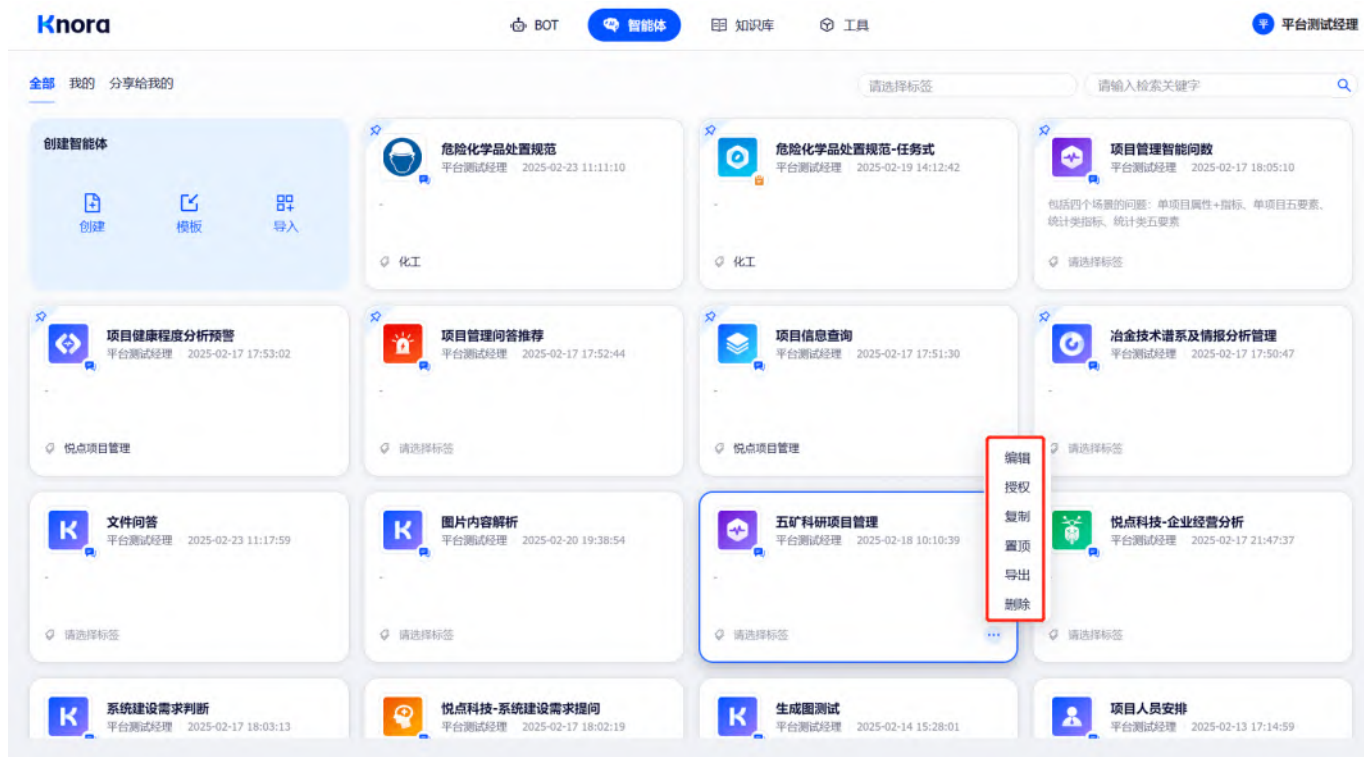 Knora
BOT
智能体
知识库
工具
平
平台测试经理
全部
我的
分享给我的
请选择标签
请输入检索关键字
创建智能体
创建
模板
导入
危险化学品处置规范
平台测试经理 2025-02-23 11:11:10
-
化工
危险化学品处置规范-任务式
平台测试经理 2025-02-19 14:12:42
-
化工
项目管理智能问数
平台测试经理 2025-02-17 18:05:10
包括四个场景的问题：单项目属性+指标、单项目五要素、
统计类指标、统计类五要素
请选择标签
项目健康程度分析预警
平台测试经理 2025-02-17 17:53:02
-
悦点项目管理
项目管理问答推荐
平台测试经理 2025-02-17 17:52:44
-
请选择标签
项目信息查询
平台测试经理 2025-02-17 17:51:30
-
悦点项目管理
冶金技术谱系及情报分析管理
平台测试经理 2025-02-17 17:50:47
-
请选择标签
文件问答
平台测试经理 2025-02-23 11:17:59
-
请选择标签
图片内容解析
平台测试经理 2025-02-20 19:38:54
-
请选择标签
五矿科研项目管理
平台测试经理 2025-02-18 10:10:39
-
请选择标签
编辑
授权
复制
置顶
导出
删除
悦点科技-企业经营分析
平台测试经理 2025-02-17 21:47:37
请选择标签
系统建设需求判断
平台测试经理 2025-02-17 18:03:13
悦点科技-系统建设需求提问
平台测试经理 2025-02-17 18:02:19
生成图测试
平台测试经理 2025-02-14 15:28:01
项目人员安排
平台测试经理 2025-02-13 17:14:59